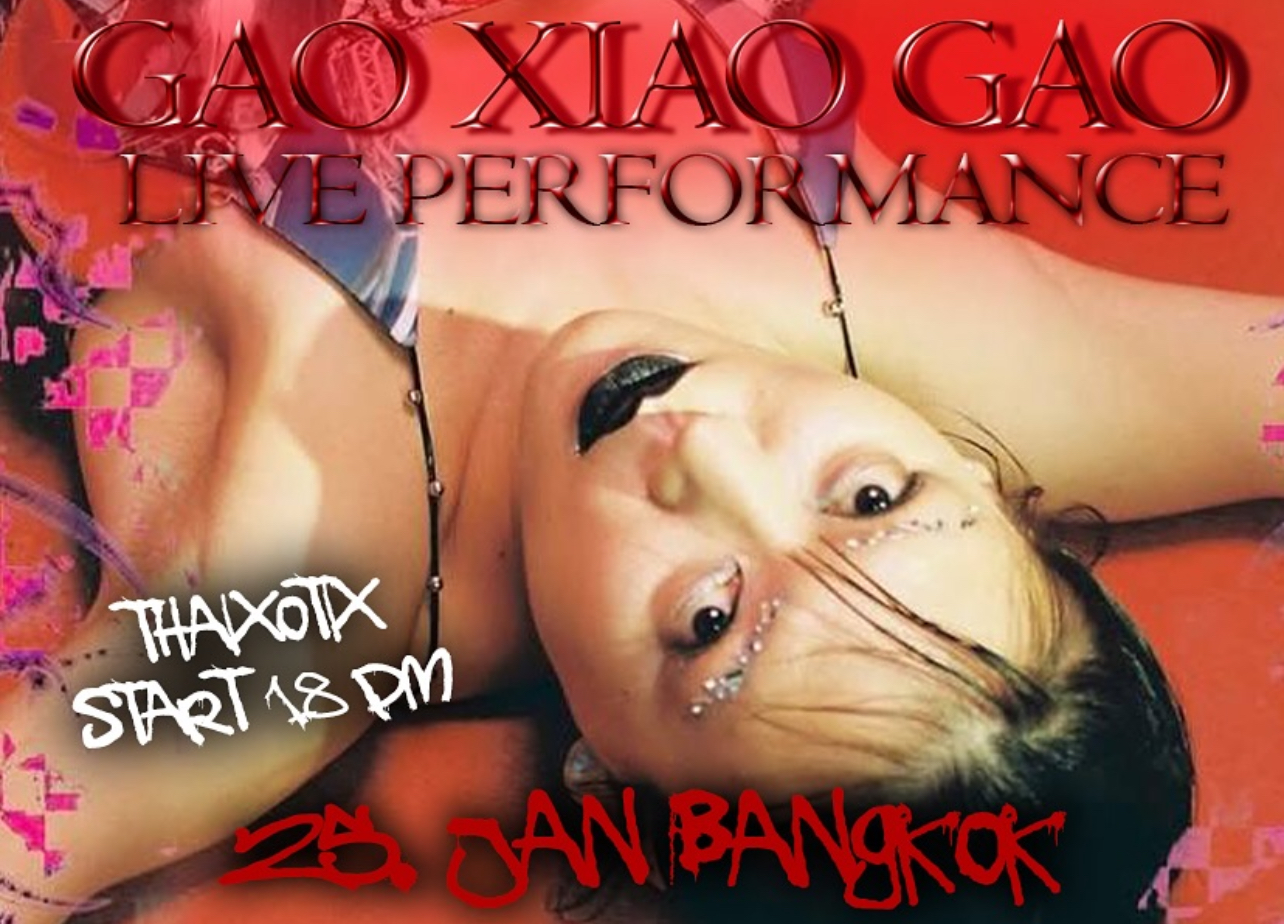 GAO XIAO GAO
LIVE PERFORMANCE
THAIXOTIX
START 18 PM
25. JAN BANGKOK